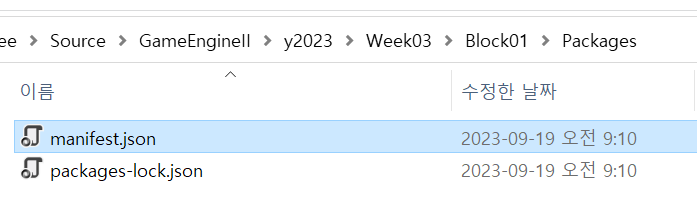 ee > Source > GameEngineII > y2023 > Week03 > Block01 > Packages
이름 수정한 날짜
manifest.json 2023-09-19 오전 9:10
packages-lock.json 2023-09-19 오전 9:10